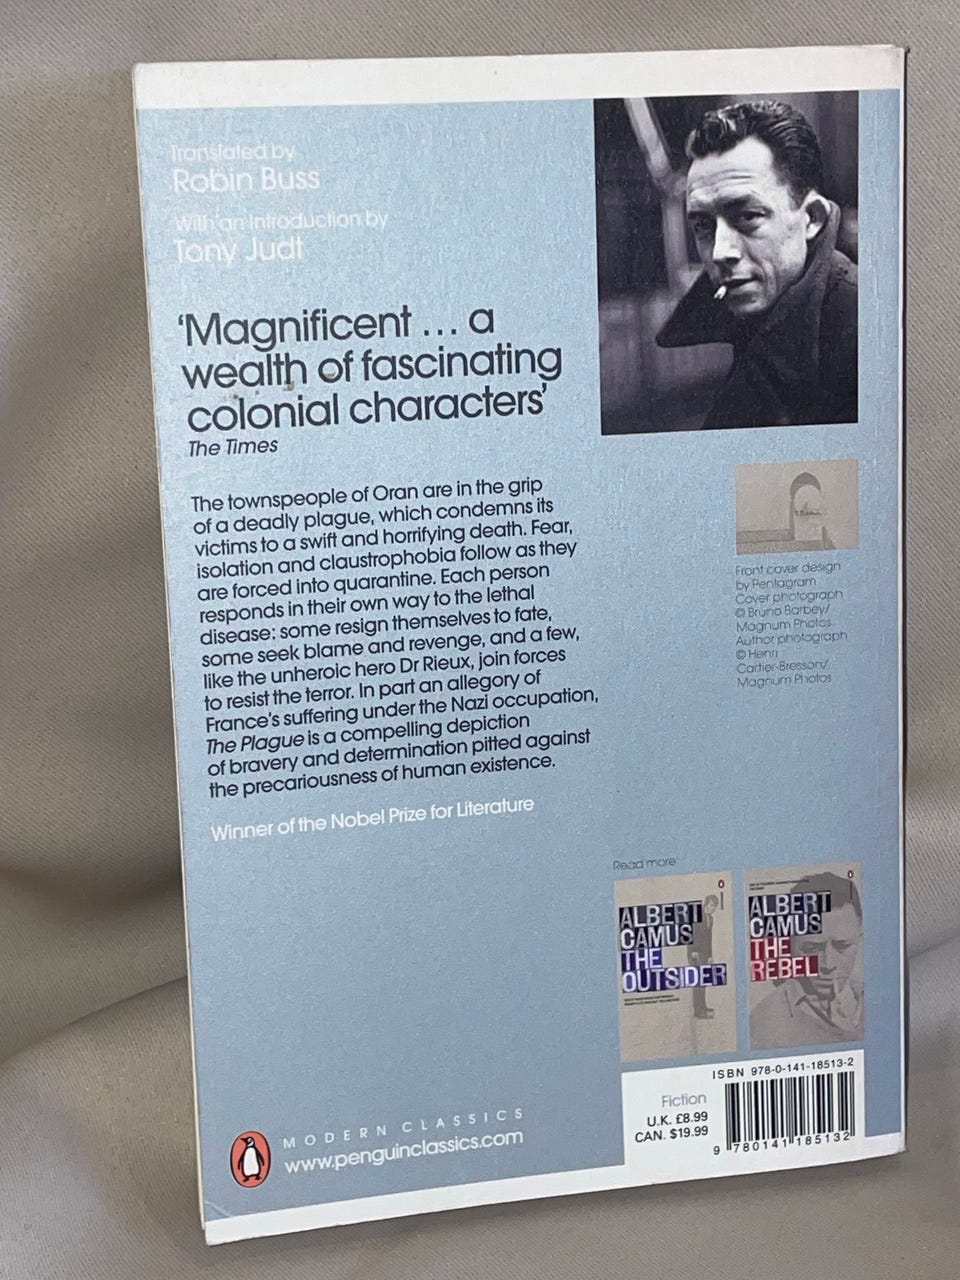 Translated by
Robin Buss
With an Introduction by
Tony Judt
'Magnificent ... a
wealth of fascinating
colonial characters'
The Times
The townspeople of Oran are in the grip
of a deadly plague, which condemns its
victims to a swift and horrifying death. Fear,
isolation and claustrophobia follow as they
are forced into quarantine. Each person
responds in their own way to the lethal
disease: some resign themselves to fate,
some seek blame and revenge, and a few,
like the unheroic hero Dr Rieux, join forces
to resist the terror. In part an allegory of
France's suffering under the Nazi occupation,
The Plague is a compelling depiction
of bravery and determination pitted against
the precariousness of human existence.
Winner of the Nobel Prize for Literature
Front cover design
by Pentagram
Cover photograph
© Bruno Barbey/
Magnum Photos.
Author photograph
© Henri
Cartier-Bresson/
Magnum Photos
Read more
ALBERT
CAMUS
THE
OUTSIDER
ALBERT
CAMUS
THE
REBEL
MODERN CLASSICS
www.penguinclassics.com
Fiction
U.K. £8.99
CAN. $19.99
ISBN 978-0-141-18513-2
9 780141 185132